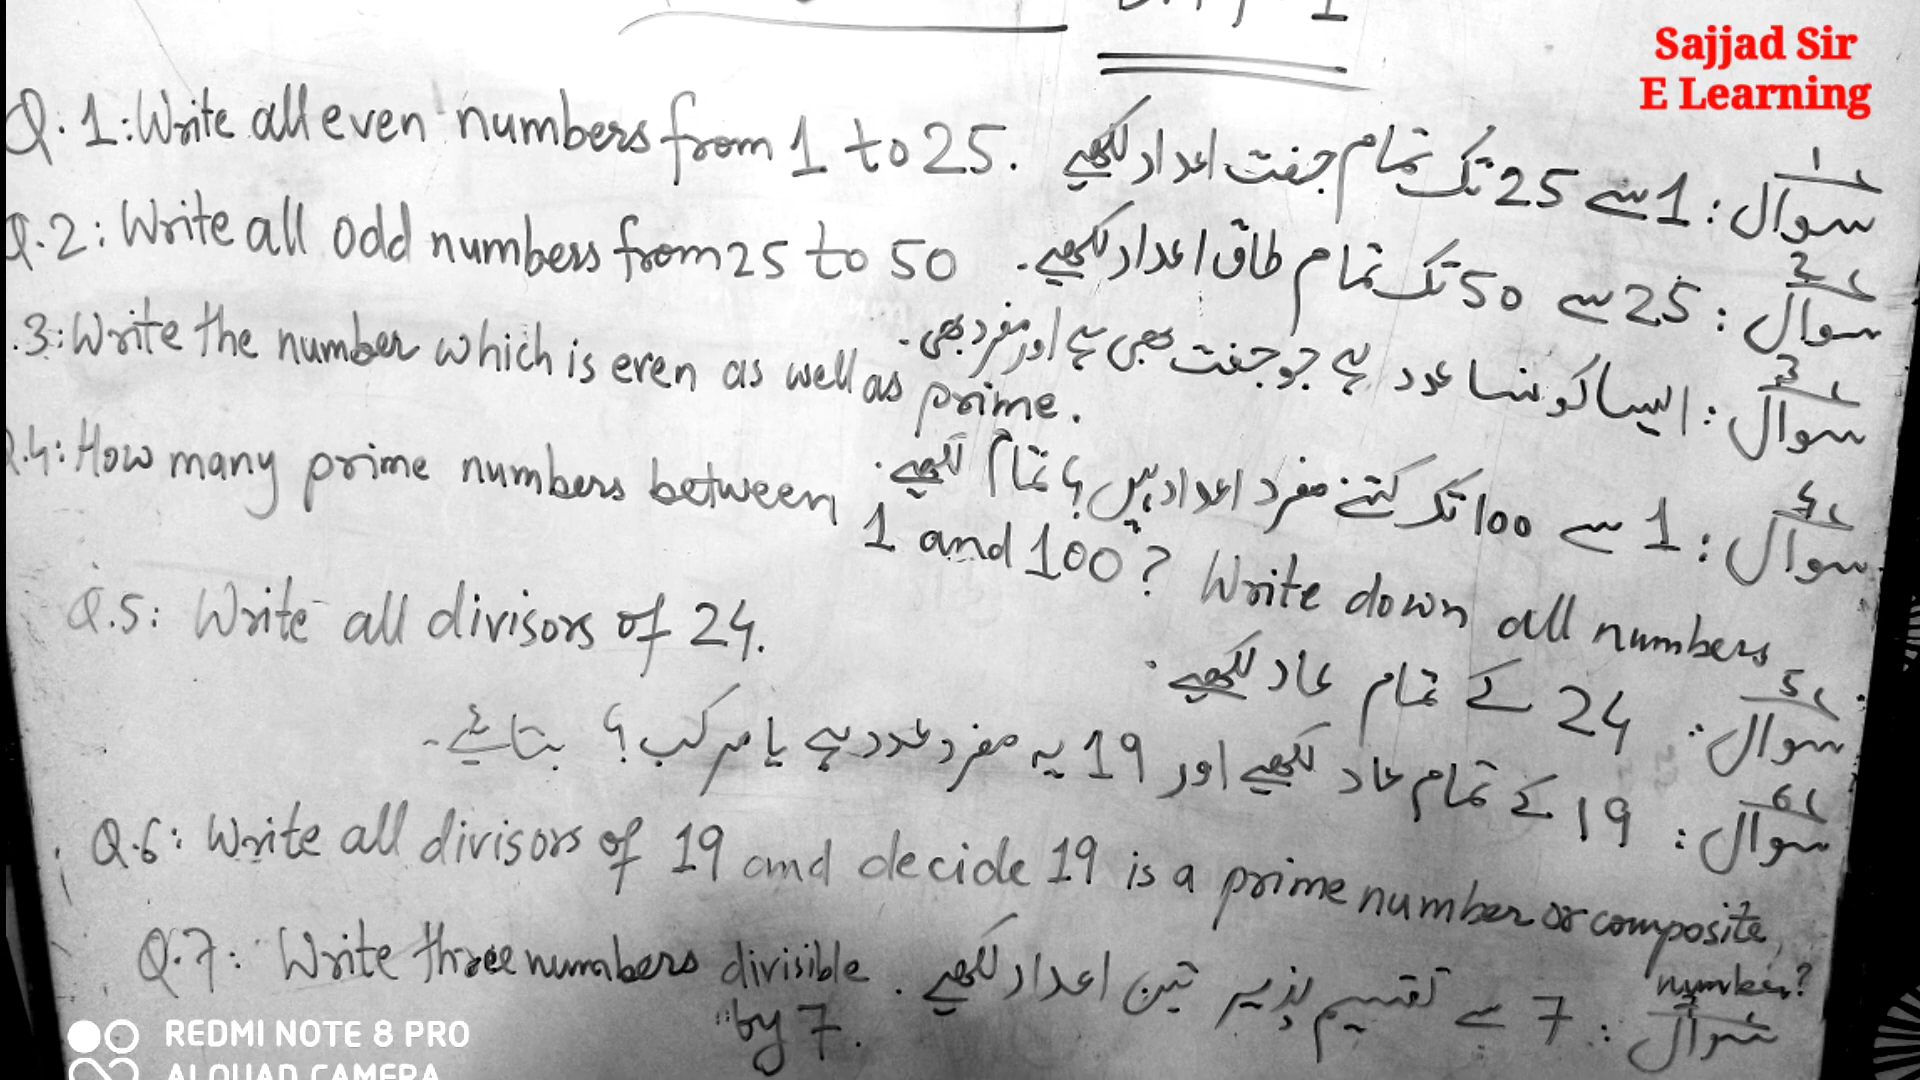 Sajjad Sir
E Learning
Q.1: Write all even numbers from 1 to 25.
سوال 1: 1 سے 25 تک تمام جفت اعداد لکھیے
Q.2: Write all odd numbers from 25 to 50
سوال 2: 25 سے 50 تک تمام طاق اعداد لکھیے۔
.3: Write the number which is even as well as prime.
سوال 3: ایسا کونسا عدد ہے جو جفت بھی ہے اور مفرد بھی۔
Q.4: How many prime numbers between
1 and 100? Write down all numbers
سوال 4: 1 سے 100 تک کتنے مفرد اعداد ہیں؟ تمام لکھیے۔
Q.5: Write all divisors of 24.
سوال 5: 24 کے تمام عاد لکھیے۔
سوال 6: 19 کے تمام عاد لکھیے اور 19 یہ مفرد عدد ہے یا مرکب؟ بتائے۔
Q.6: Write all divisors of 19 and decide 19 is a prime number or composite
number?
Q.7: Write three numbers divisible
by 7.
سوال 7: 7 سے تقسیم پذیر تین اعداد لکھیے۔
REDMI NOTE 8 PRO
AI QUAD CAMERA